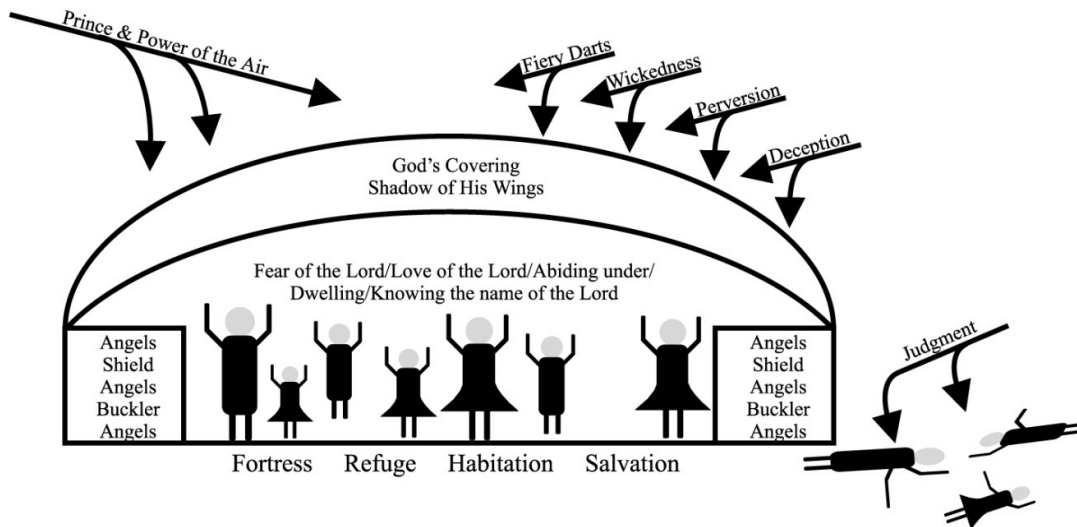 Prince & Power of the Air
Fiery Darts
Wickedness
Perversion
Deception
God's Covering
Shadow of His Wings
Fear of the Lord/Love of the Lord/Abiding under/
Dwelling/Knowing the name of the Lord
Angels
Shield
Angels
Buckler
Angels
Angels
Shield
Angels
Buckler
Angels
Judgment
Fortress Refuge Habitation Salvation